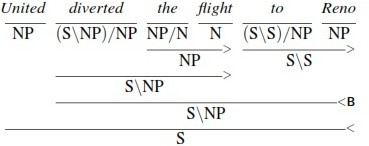 United diverted the flight to Reno
NP (S\NP)/NP NP/N N (S\S)/NP NP
> >
NP S\S
>
S\NP
<B
S\NP
<
S